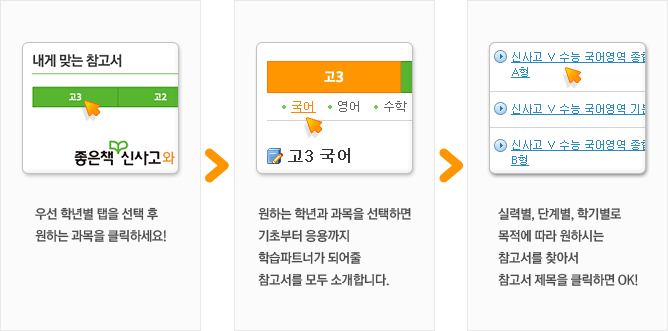 내게 맞는 참고서
고3 고2
좋은책 신사고와
우선 학년별 탭을 선택 후
원하는 과목을 클릭하세요!
고3
국어 영어 수학
고3 국어
원하는 학년과 과목을 선택하면
기초부터 응용까지
학습파트너가 되어줄
참고서를 모두 소개합니다.
신사고 V 수능 국어영역 종합
A형
신사고 V 수능 국어영역 기본
신사고 V 수능 국어영역 종합
B형
실력별, 단계별, 학기별로
목적에 따라 원하시는
참고서를 찾아서
참고서 제목을 클릭하면 OK!